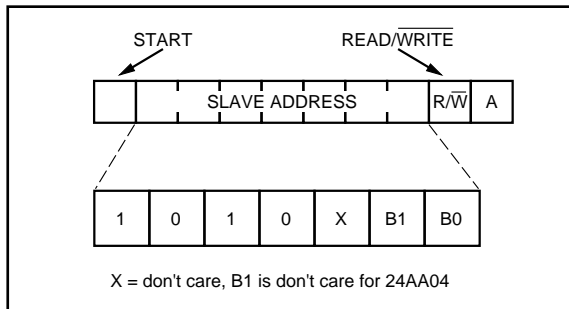 START READ/WRITE
SLAVE ADDRESS R/W A
1 0 1 0 X B1 B0
X = don't care, B1 is don't care for 24AA04